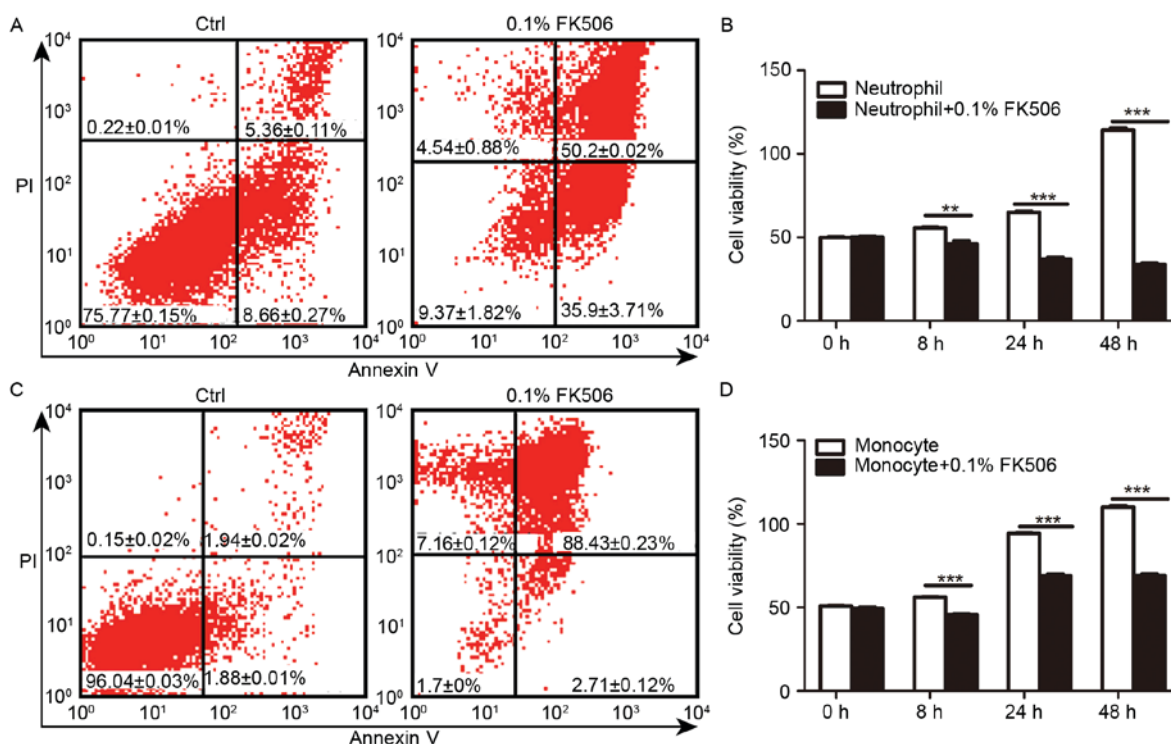 A
Ctrl
0.1% FK506
PI
10⁴
10³
10²
10¹
10⁰
0.22±0.01%
5.36±0.11%
75.77±0.15%
8.66±0.27%
10⁰ 10¹ 10² 10³ 10⁴
10⁴
10³
10²
10¹
10⁰
4.54±0.88%
50.2±0.02%
9.37±1.82%
35.9±3.71%
10⁰ 10¹ 10² 10³ 10⁴
Annexin V
B
Neutrophil
Neutrophil+0.1% FK506
Cell viability (%)
150
100
50
0
**
***
***
0 h 8 h 24 h 48 h
C
Ctrl
0.1% FK506
PI
10⁴
10³
10²
10¹
10⁰
0.15±0.02%
1.94±0.02%
96.04±0.03%
1.88±0.01%
10⁰ 10¹ 10² 10³ 10⁴
10⁴
10³
10²
10¹
10⁰
7.16±0.12%
88.43±0.23%
1.7±0%
2.71±0.12%
10⁰ 10¹ 10² 10³ 10⁴
Annexin V
D
Monocyte
Monocyte+0.1% FK506
Cell viability (%)
150
100
50
0
***
***
***
0 h 8 h 24 h 48 h